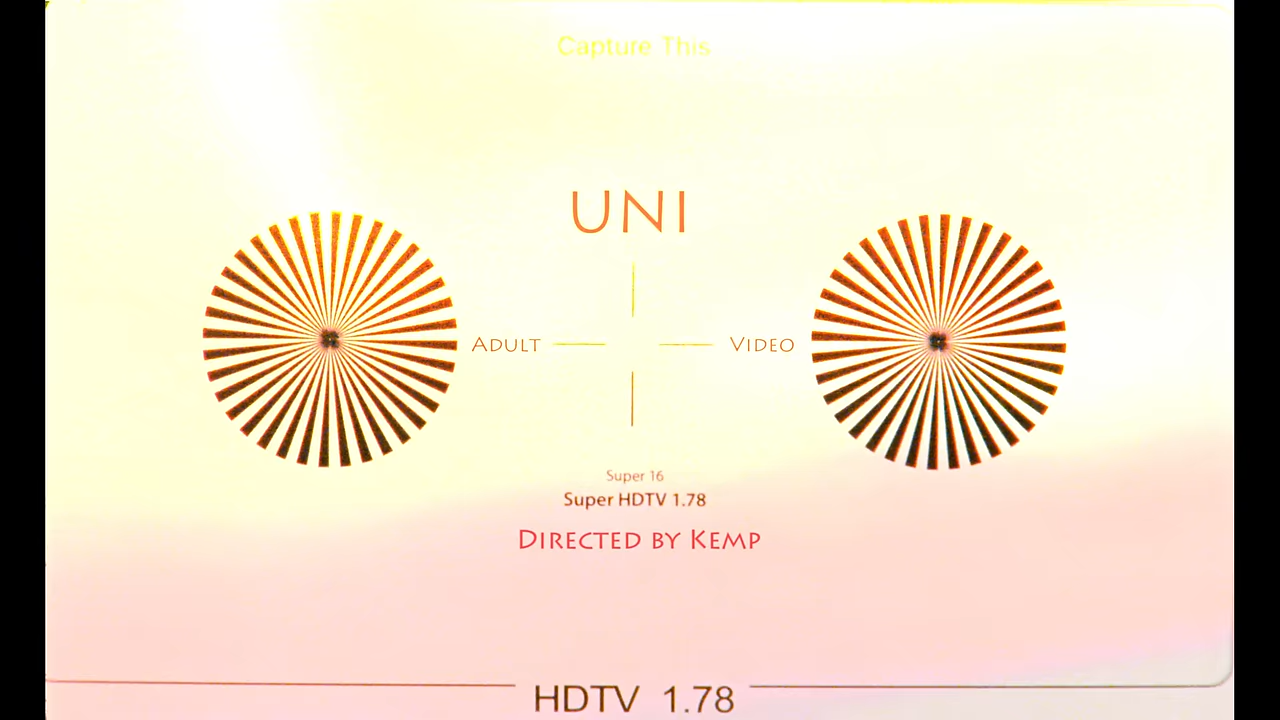 Capture This
UNI
ADULT VIDEO
Super 16
Super HDTV 1.78
DIRECTED BY KEMP
HDTV 1.78